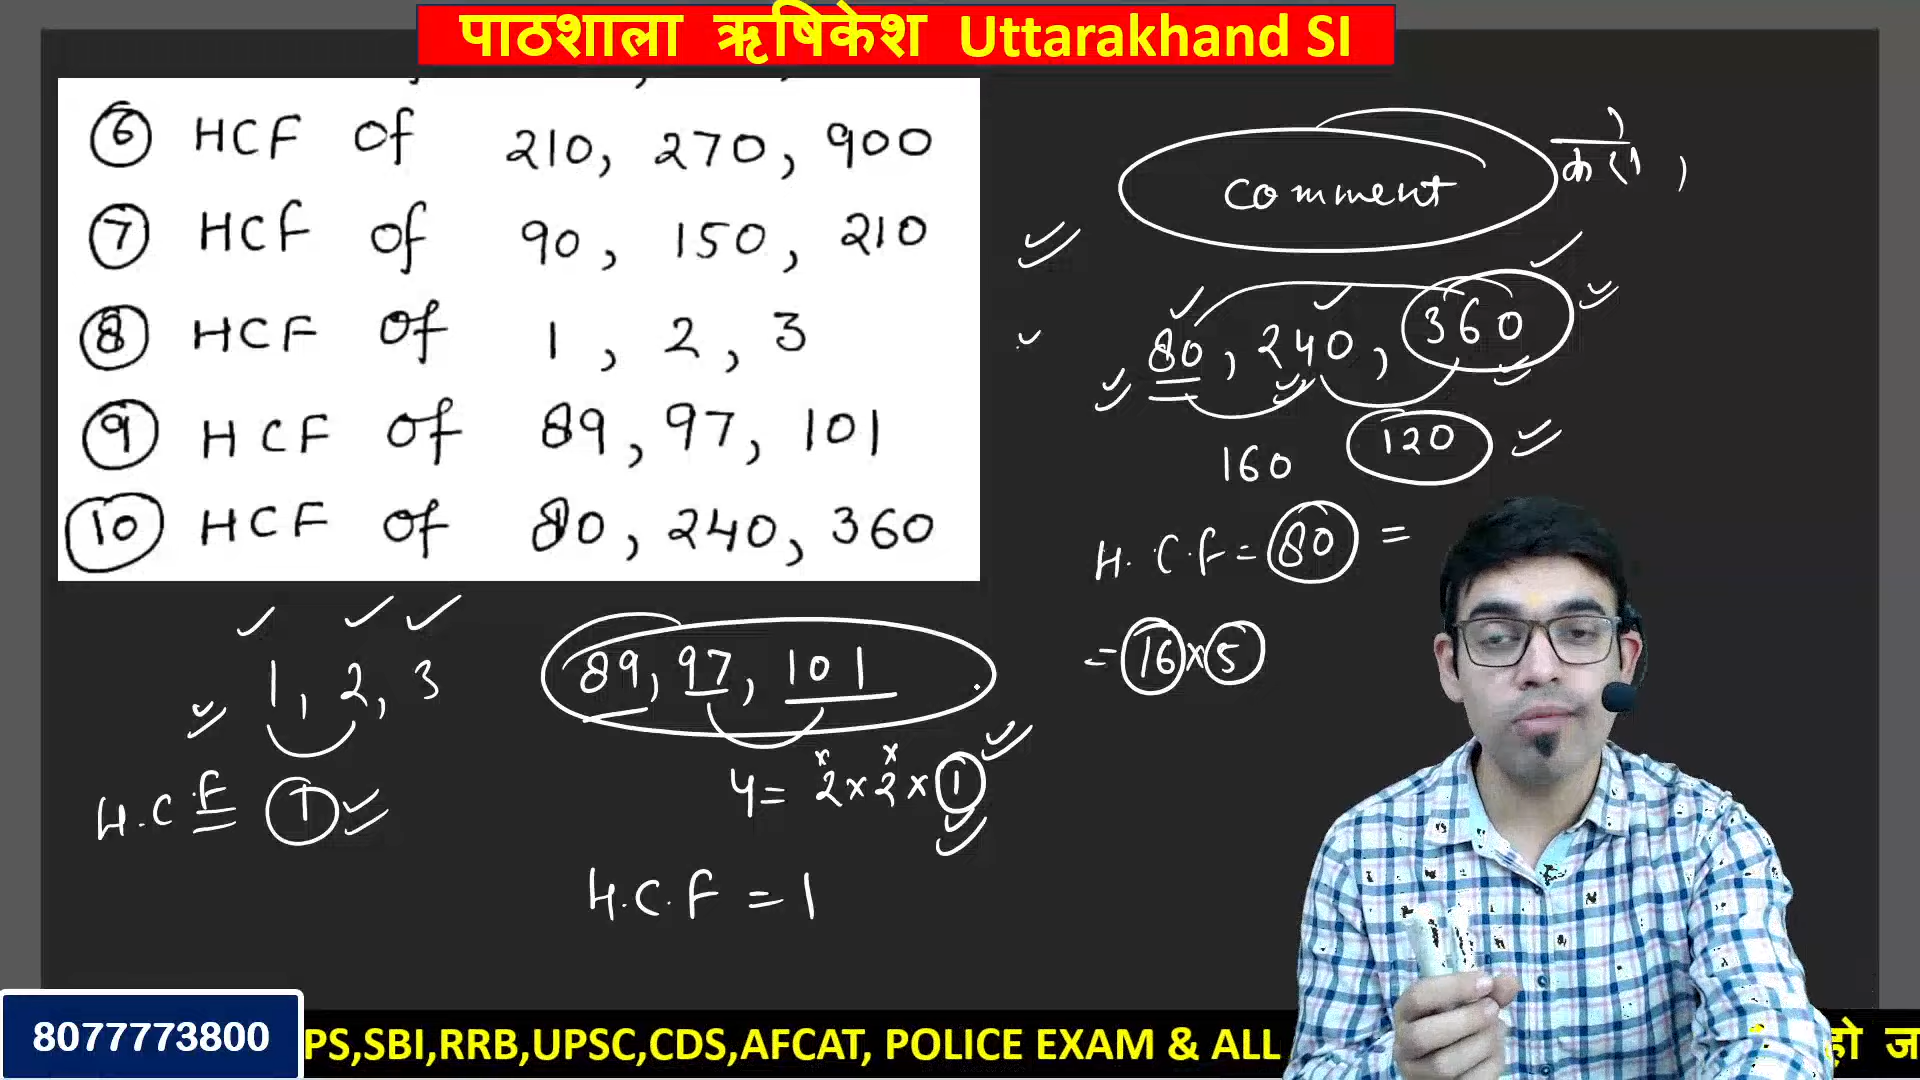 पाठशाला ऋषिकेश Uttarakhand SI
6 HCF of 210, 270, 900
7 HCF of 90, 150, 210
8 HCF of 1, 2, 3
9 HCF of 89, 97, 101
10 HCF of 80, 240, 360
comment
80, 240, 360
160 120
H.C.F = 80 =
= 16 x 5
1, 2, 3
H.C.F 1
89, 97, 101
4 = 2 x 2 x 1
H.C.F = 1
8077773800
PS,SBI,RRB,UPSC,CDS,AFCAT, POLICE EXAM & ALL